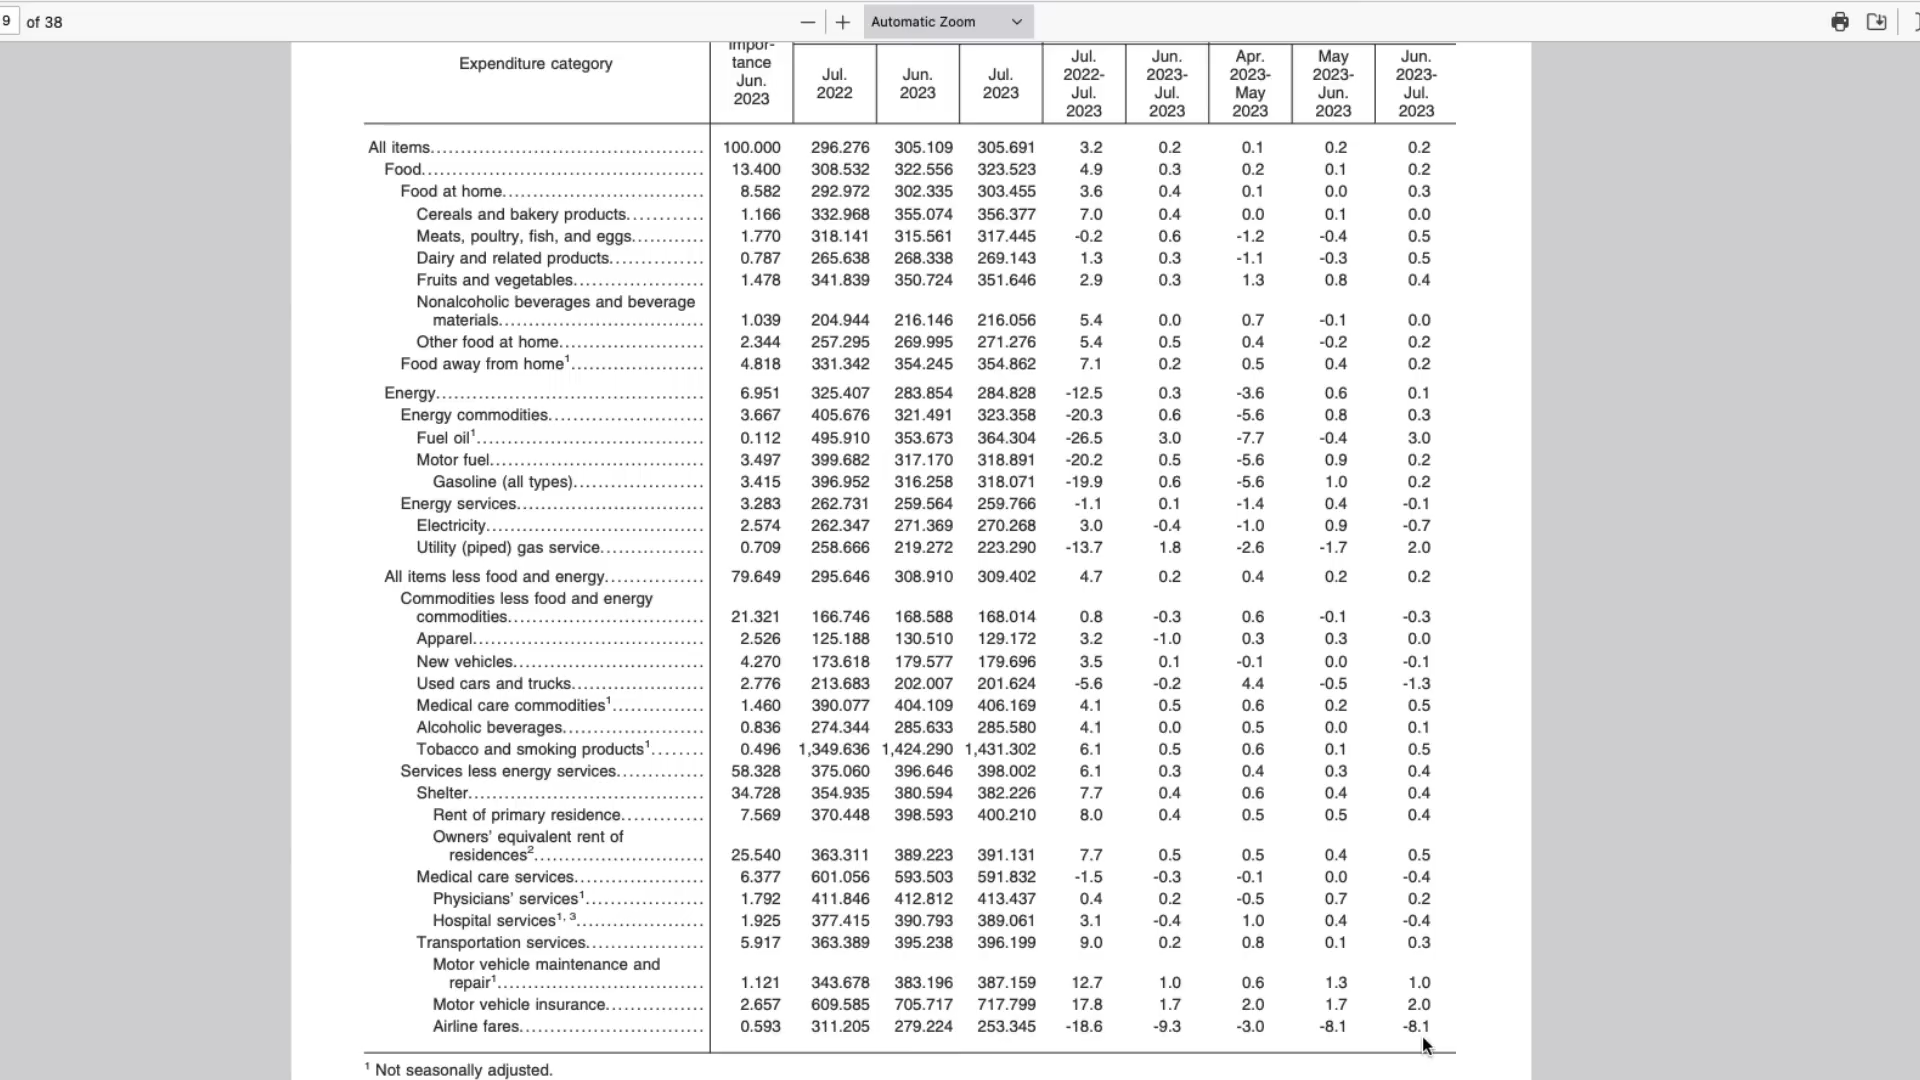 9 of 38 Automatic Zoom
Expenditure category
Impor-
tance
Jun.
2023
Jul.
2022
Jun.
2023
Jul.
2023
Jul.
2022-
Jul.
2023
Jun.
2023-
Jul.
2023
Apr.
2023-
May
2023
May
2023-
Jun.
2023
Jun.
2023-
Jul.
2023
All items 100.000 296.276 305.109 305.691 3.2 0.2 0.1 0.2 0.2
Food 13.400 308.532 322.556 323.523 4.9 0.3 0.2 0.1 0.2
Food at home 8.582 292.972 302.335 303.455 3.6 0.4 0.1 0.0 0.3
Cereals and bakery products 1.166 332.968 355.074 356.377 7.0 0.4 0.0 0.1 0.0
Meats, poultry, fish, and eggs 1.770 318.141 315.561 317.445 -0.2 0.6 -1.2 -0.4 0.5
Dairy and related products 0.787 265.638 268.338 269.143 1.3 0.3 -1.1 -0.3 0.5
Fruits and vegetables 1.478 341.839 350.724 351.646 2.9 0.3 1.3 0.8 0.4
Nonalcoholic beverages and beverage
materials 1.039 204.944 216.146 216.056 5.4 0.0 0.7 -0.1 0.0
Other food at home 2.344 257.295 269.995 271.276 5.4 0.5 0.4 -0.2 0.2
Food away from home¹ 4.818 331.342 354.245 354.862 7.1 0.2 0.5 0.4 0.2
Energy 6.951 325.407 283.854 284.828 -12.5 0.3 -3.6 0.6 0.1
Energy commodities 3.667 405.676 321.491 323.358 -20.3 0.6 -5.6 0.8 0.3
Fuel oil¹ 0.112 495.910 353.673 364.304 -26.5 3.0 -7.7 -0.4 3.0
Motor fuel 3.497 399.682 317.170 318.891 -20.2 0.5 -5.6 0.9 0.2
Gasoline (all types) 3.415 396.952 316.258 318.071 -19.9 0.6 -5.6 1.0 0.2
Energy services 3.283 262.731 259.564 259.766 -1.1 0.1 -1.4 0.4 -0.1
Electricity 2.574 262.347 271.369 270.268 3.0 -0.4 -1.0 0.9 -0.7
Utility (piped) gas service 0.709 258.666 219.272 223.290 -13.7 1.8 -2.6 -1.7 2.0
All items less food and energy 79.649 295.646 308.910 309.402 4.7 0.2 0.4 0.2 0.2
Commodities less food and energy
commodities 21.321 166.746 168.588 168.014 0.8 -0.3 0.6 -0.1 -0.3
Apparel 2.526 125.188 130.510 129.172 3.2 -1.0 0.3 0.3 0.0
New vehicles 4.270 173.618 179.577 179.696 3.5 0.1 -0.1 0.0 -0.1
Used cars and trucks 2.776 213.683 202.007 201.624 -5.6 -0.2 4.4 -0.5 -1.3
Medical care commodities¹ 1.460 390.077 404.109 406.169 4.1 0.5 0.6 0.2 0.5
Alcoholic beverages 0.836 274.344 285.633 285.580 4.1 0.0 0.5 0.0 0.1
Tobacco and smoking products¹ 0.496 1,349.636 1,424.290 1,431.302 6.1 0.5 0.6 0.1 0.5
Services less energy services 58.328 375.060 396.646 398.002 6.1 0.3 0.4 0.3 0.4
Shelter 34.728 354.935 380.594 382.226 7.7 0.4 0.6 0.4 0.4
Rent of primary residence 7.569 370.448 398.593 400.210 8.0 0.4 0.5 0.5 0.4
Owners’ equivalent rent of
residences² 25.540 363.311 389.223 391.131 7.7 0.5 0.5 0.4 0.5
Medical care services 6.377 601.056 593.503 591.832 -1.5 -0.3 -0.1 0.0 -0.4
Physicians’ services¹ 1.792 411.846 412.812 413.437 0.4 0.2 -0.5 0.7 0.2
Hospital services¹, ³ 1.925 377.415 390.793 389.061 3.1 -0.4 1.0 0.4 -0.4
Transportation services 5.917 363.389 395.238 396.199 9.0 0.2 0.8 0.1 0.3
Motor vehicle maintenance and
repair¹ 1.121 343.678 383.196 387.159 12.7 1.0 0.6 1.3 1.0
Motor vehicle insurance 2.657 609.585 705.717 717.799 17.8 1.7 2.0 1.7 2.0
Airline fares 0.593 311.205 279.224 253.345 -18.6 -9.3 -3.0 -8.1 -8.1
¹ Not seasonally adjusted.